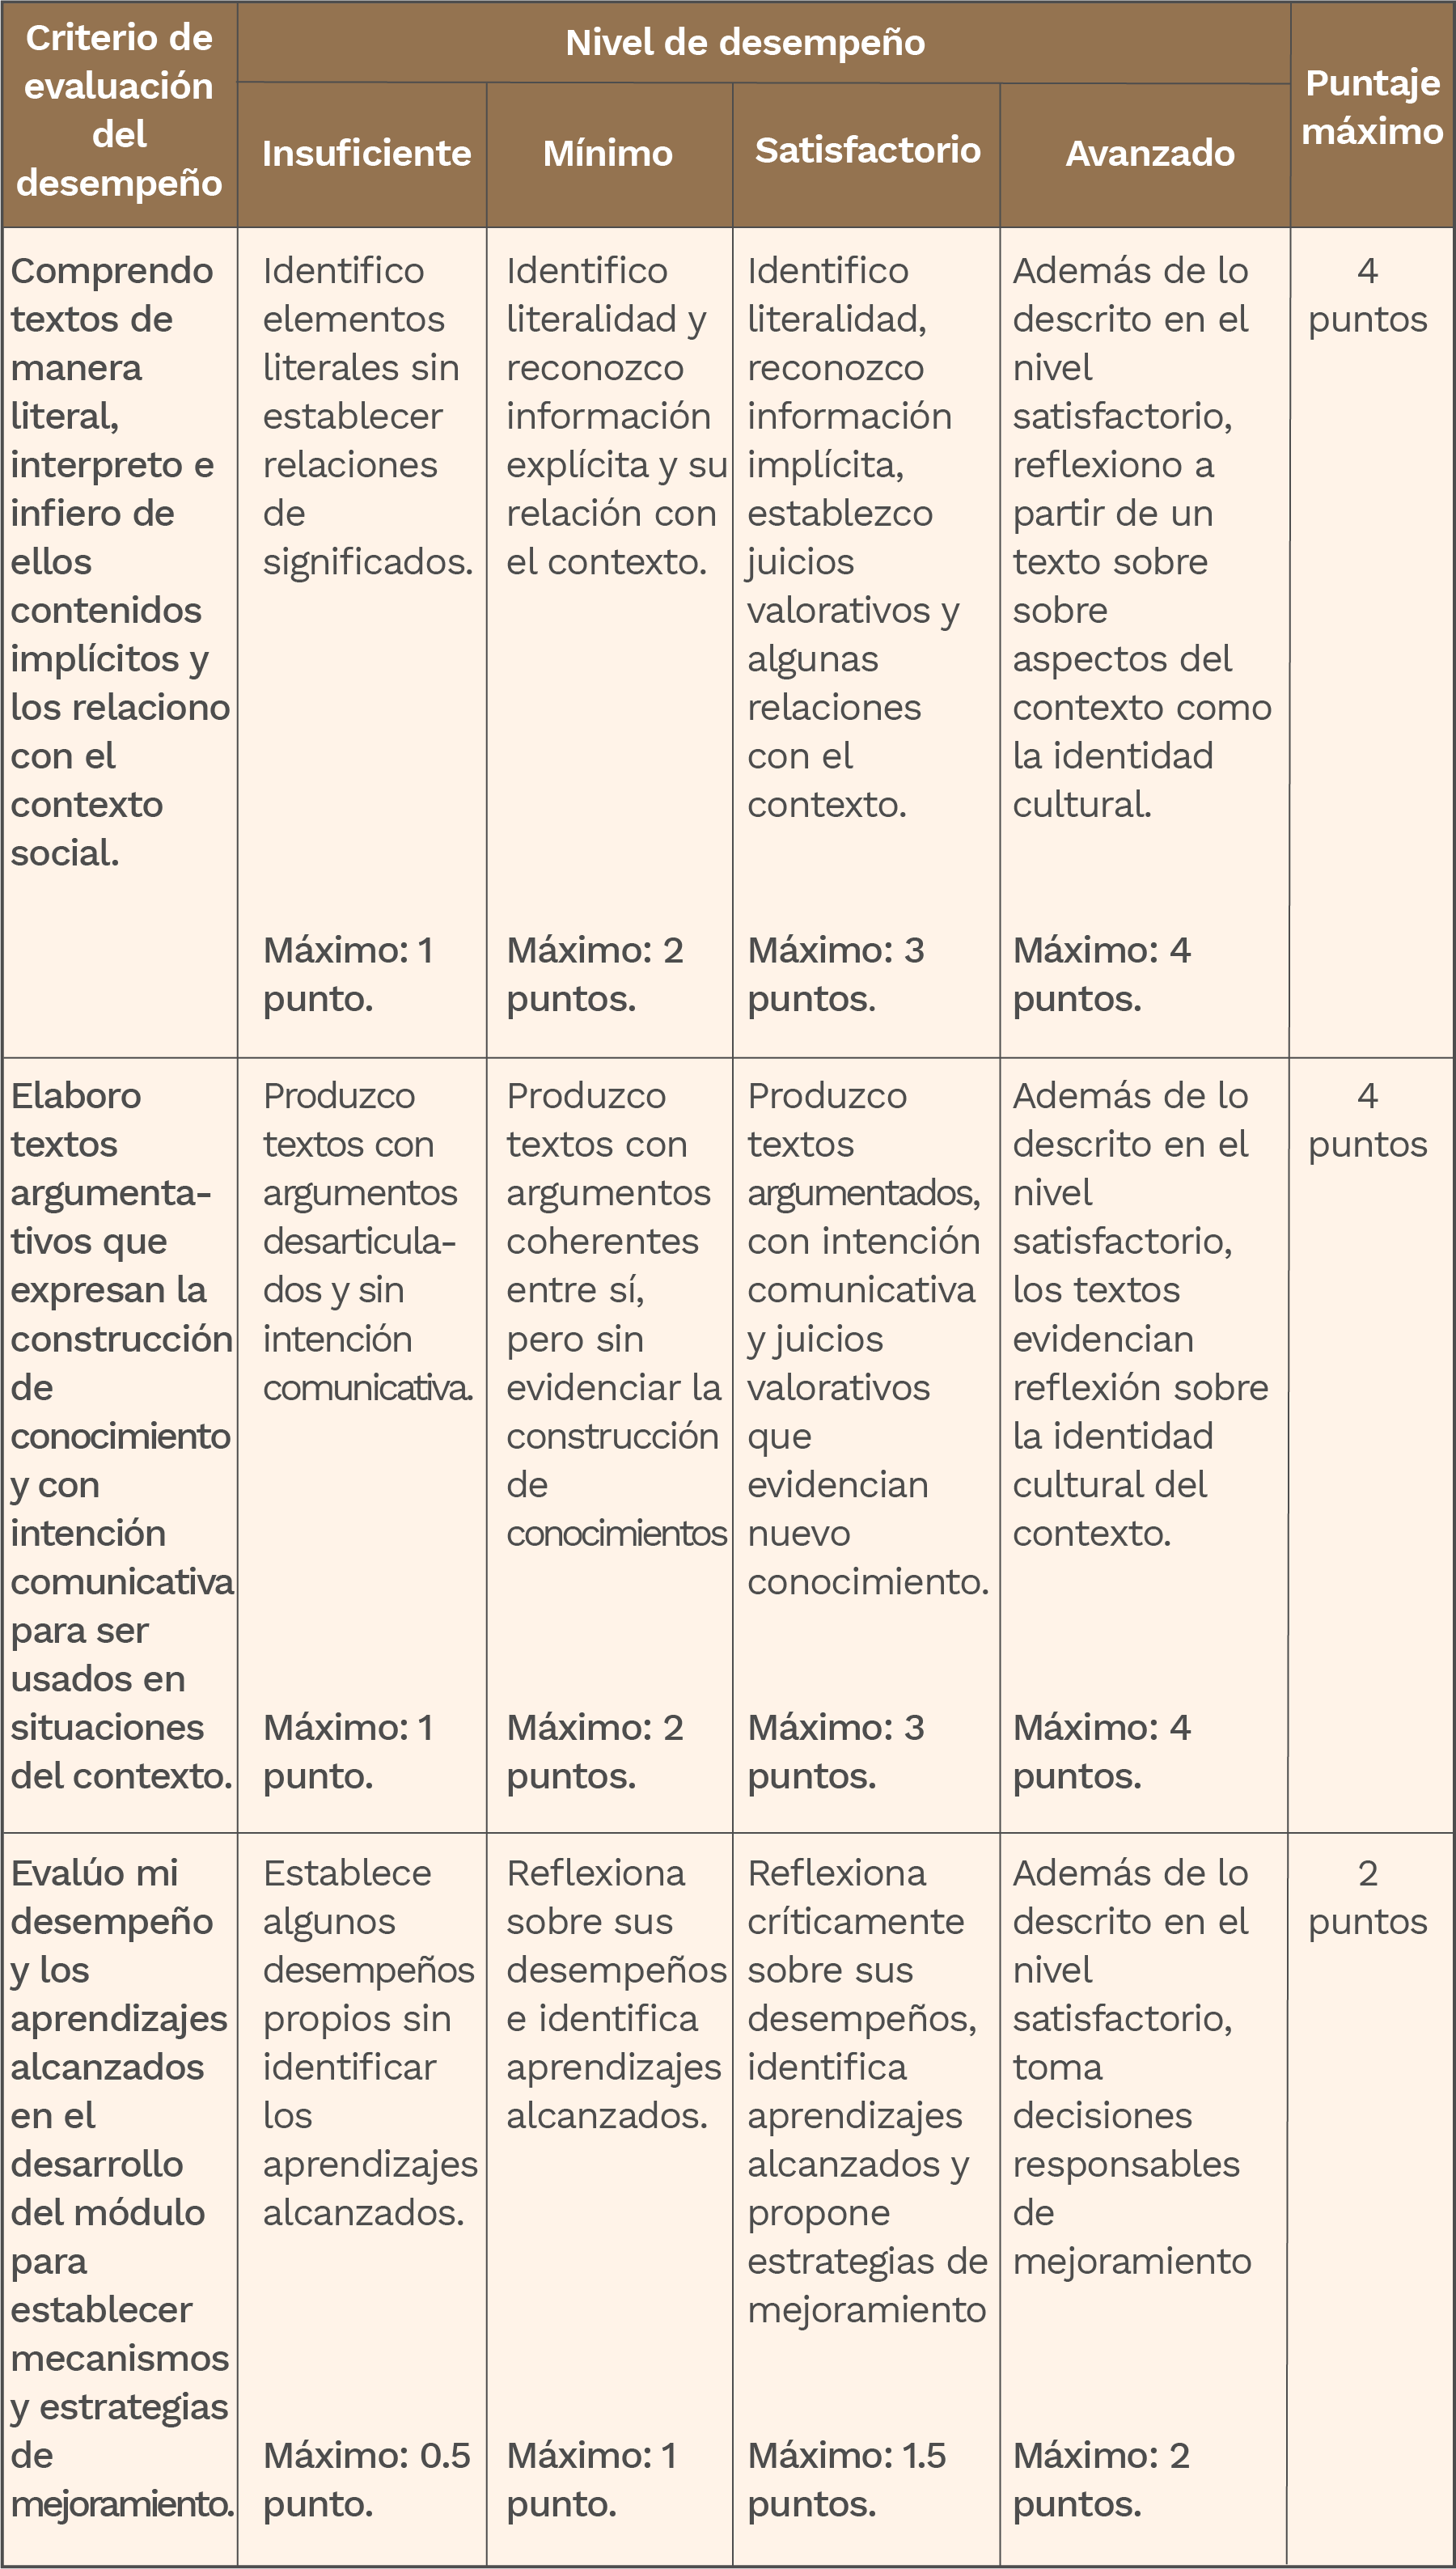 Criterio de
evaluación
del
desempeño
Nivel de desempeño
Puntaje
máximo
Insuficiente
Mínimo
Satisfactorio
Avanzado
Comprendo
textos de
manera
literal,
interpreto e
infiero de
ellos
contenidos
implícitos y
los relaciono
con el
contexto
social.
Identifico
elementos
literales sin
establecer
relaciones
de
significados.
Máximo: 1
punto.
Identifico
literalidad y
reconozco
información
explícita y su
relación con
el contexto.
Máximo: 2
puntos.
Identifico
literalidad,
reconozco
información
implícita,
establezco
juicios
valorativos y
algunas
relaciones
con el
contexto.
Máximo: 3
puntos.
Además de lo
descrito en el
nivel
satisfactorio,
reflexiono a
partir de un
texto sobre
sobre
aspectos del
contexto como
la identidad
cultural.
Máximo: 4
puntos.
4
puntos
Elaboro
textos
argumenta-
tivos que
expresan la
construcción
de
conocimiento
y con
intención
comunicativa
para ser
usados en
situaciones
del contexto.
Produzco
textos con
argumentos
desarticula-
dos y sin
intención
comunicativa.
Máximo: 1
punto.
Produzco
textos con
argumentos
coherentes
entre sí,
pero sin
evidenciar la
construcción
de
conocimientos
Máximo: 2
puntos.
Produzco
textos
argumentados,
con intención
comunicativa
y juicios
valorativos
que
evidencian
nuevo
conocimiento.
Máximo: 3
puntos.
Además de lo
descrito en el
nivel
satisfactorio,
los textos
evidencian
reflexión sobre
la identidad
cultural del
contexto.
Máximo: 4
puntos.
4
puntos
Evalúo mi
desempeño
y los
aprendizajes
alcanzados
en el
desarrollo
del módulo
para
establecer
mecanismos
y estrategias
de
mejoramiento.
Establece
algunos
desempeños
propios sin
identificar
los
aprendizajes
alcanzados.
Máximo: 0.5
punto.
Reflexiona
sobre sus
desempeños
e identifica
aprendizajes
alcanzados.
Máximo: 1
punto.
Reflexiona
críticamente
sobre sus
desempeños,
identifica
aprendizajes
alcanzados y
propone
estrategias de
mejoramiento
Máximo: 1.5
puntos.
Además de lo
descrito en el
nivel
satisfactorio,
toma
decisiones
responsables
de
mejoramiento
Máximo: 2
puntos.
2
puntos